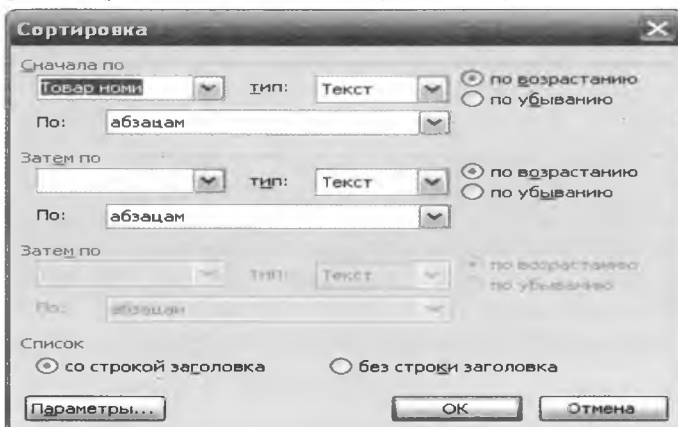 Сортировка
Сначала по
Товар номи тип: Текст по возрастанию
по убыванию
По: абзацам
Затем по
тип: Текст по возрастанию
по убыванию
По: абзацам
Затем по
тип: Текст по возрастанию
по убыванию
По: абзацам
Список
со строкой заголовка без строки заголовка
Параметры... ОК Отмена